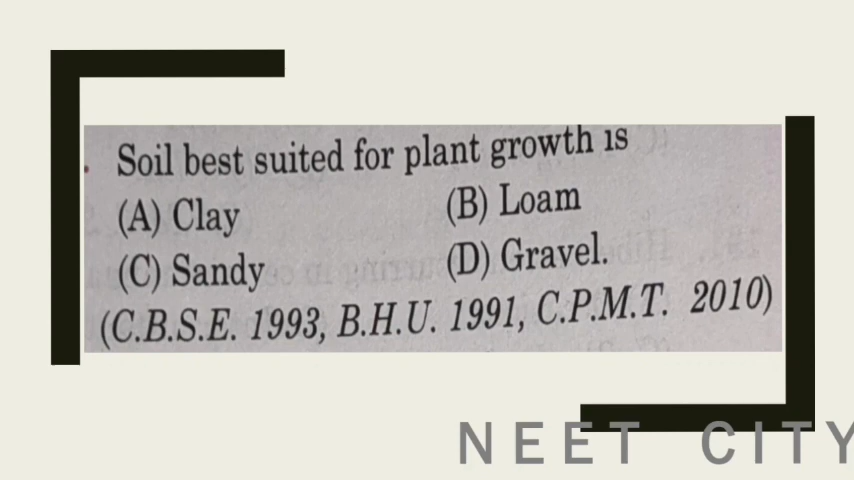 Soil best suited for plant growth is
(A) Clay (B) Loam
(C) Sandy (D) Gravel.
(C.B.S.E. 1993, B.H.U. 1991, C.P.M.T. 2010)
NEET CITY